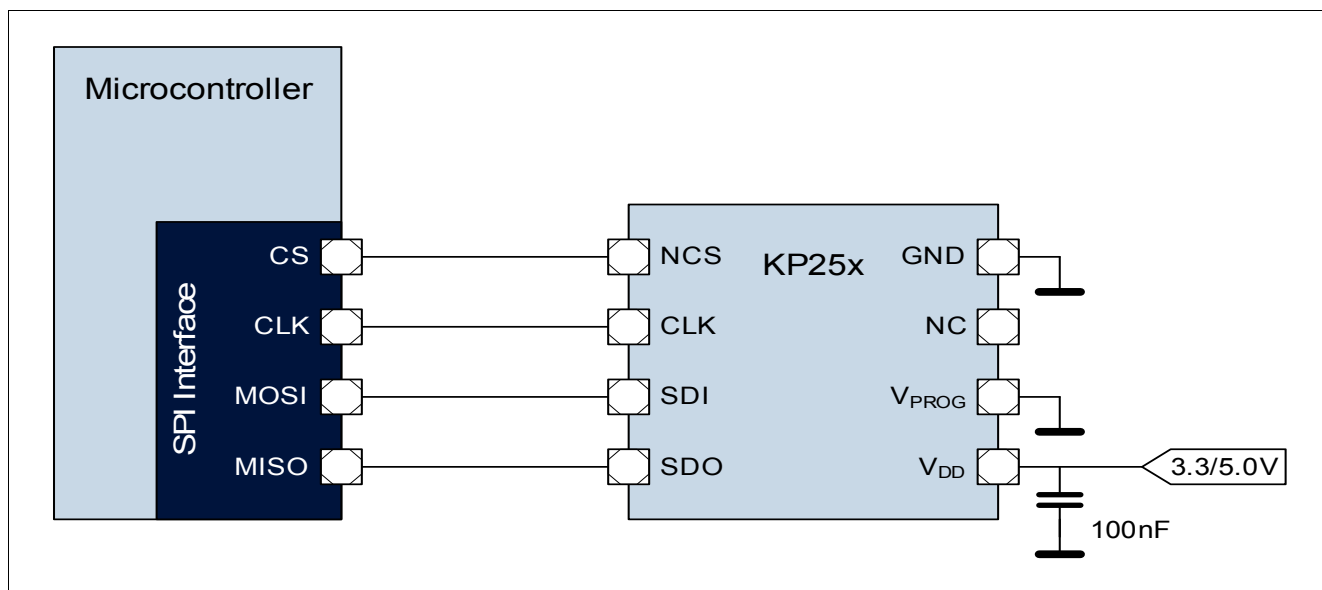 Microcontroller
SPI Interface
CS
CLK
MOSI
MISO
KP25x
NCS
CLK
SDI
SDO
GND
NC
VPROG
VDD
3.3/5.0V
100nF